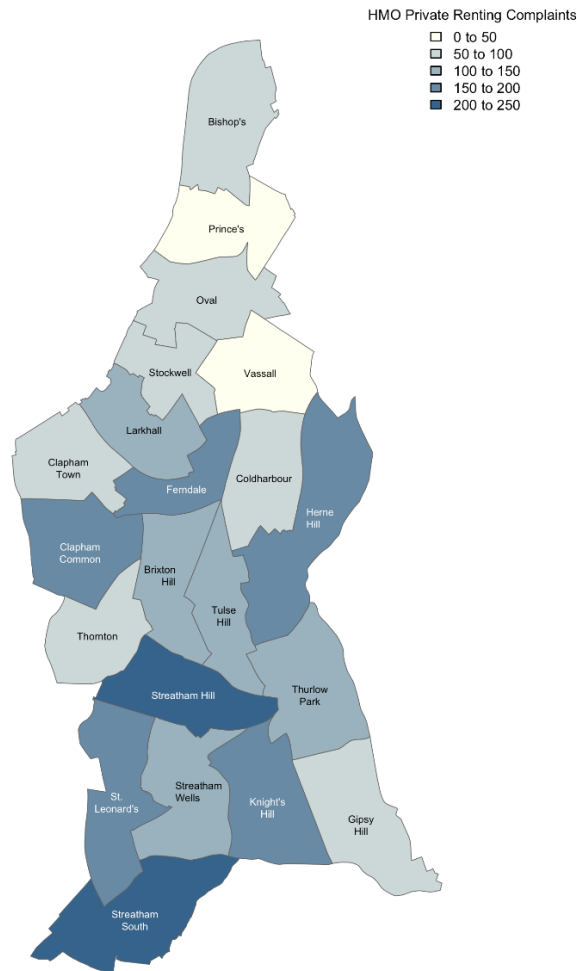 HMO Private Renting Complaints
0 to 50
50 to 100
100 to 150
150 to 200
200 to 250
Bishop's
Prince's
Oval
Stockwell
Vassall
Larkhall
Clapham
Town
Ferndale
Coldharbour
Herne
Hill
Clapham
Common
Brixton
Hill
Tulse
Hill
Thornton
Streatham Hill
Thurlow
Park
St.
Leonard's
Streatham
Wells
Knight's
Hill
Gipsy
Hill
Streatham
South